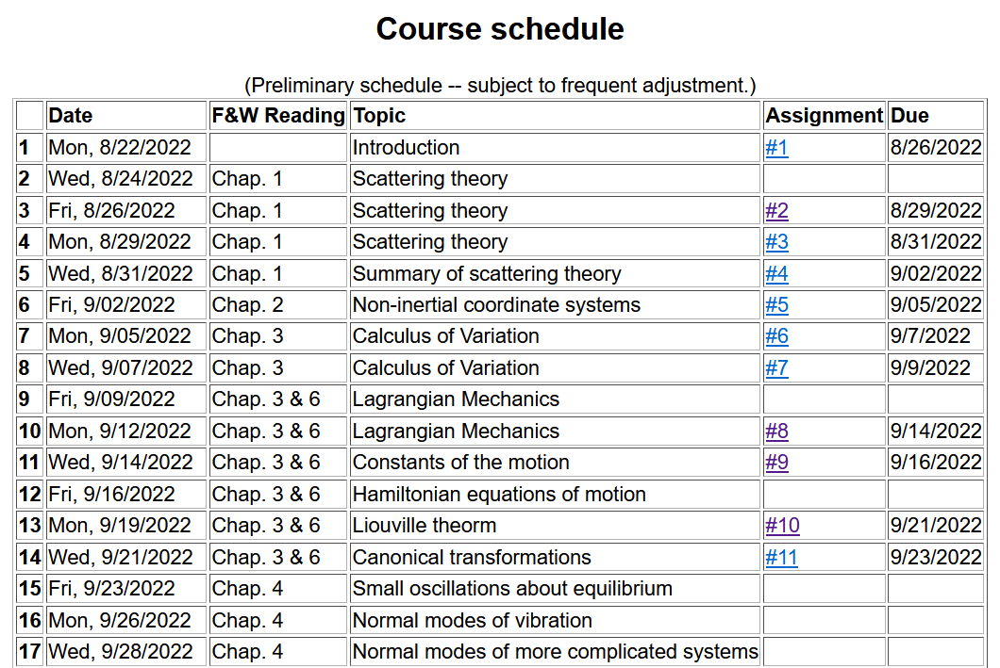 Course schedule
(Preliminary schedule -- subject to frequent adjustment.)
Date F&W Reading Topic Assignment Due
1 Mon, 8/22/2022 Introduction #1 8/26/2022
2 Wed, 8/24/2022 Chap. 1 Scattering theory
3 Fri, 8/26/2022 Chap. 1 Scattering theory #2 8/29/2022
4 Mon, 8/29/2022 Chap. 1 Scattering theory #3 8/31/2022
5 Wed, 8/31/2022 Chap. 1 Summary of scattering theory #4 9/02/2022
6 Fri, 9/02/2022 Chap. 2 Non-inertial coordinate systems #5 9/05/2022
7 Mon, 9/05/2022 Chap. 3 Calculus of Variation #6 9/7/2022
8 Wed, 9/07/2022 Chap. 3 Calculus of Variation #7 9/9/2022
9 Fri, 9/09/2022 Chap. 3 & 6 Lagrangian Mechanics
10 Mon, 9/12/2022 Chap. 3 & 6 Lagrangian Mechanics #8 9/14/2022
11 Wed, 9/14/2022 Chap. 3 & 6 Constants of the motion #9 9/16/2022
12 Fri, 9/16/2022 Chap. 3 & 6 Hamiltonian equations of motion
13 Mon, 9/19/2022 Chap. 3 & 6 Liouville theorm #10 9/21/2022
14 Wed, 9/21/2022 Chap. 3 & 6 Canonical transformations #11 9/23/2022
15 Fri, 9/23/2022 Chap. 4 Small oscillations about equilibrium
16 Mon, 9/26/2022 Chap. 4 Normal modes of vibration
17 Wed, 9/28/2022 Chap. 4 Normal modes of more complicated systems